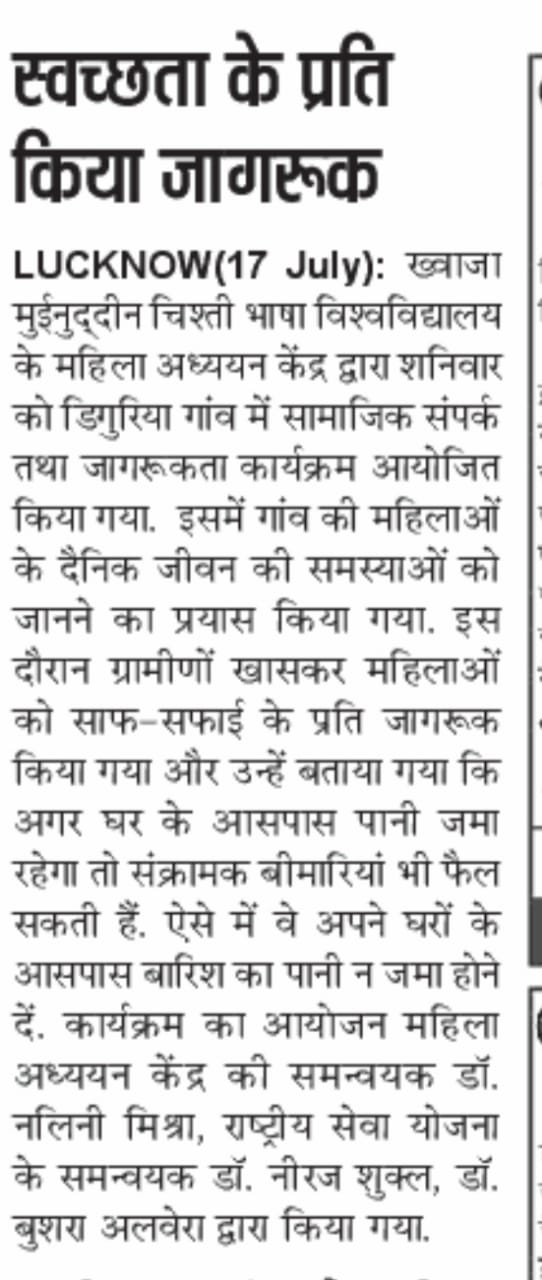 स्वच्छता के प्रति
किया जागरूक
LUCKNOW(17 July): ख्वाजा
मुईनुद्दीन चिश्ती भाषा विश्वविद्यालय
के महिला अध्ययन केंद्र द्वारा शनिवार
को डिगुरिया गांव में सामाजिक संपर्क
तथा जागरूकता कार्यक्रम आयोजित
किया गया. इसमें गांव की महिलाओं
के दैनिक जीवन की समस्याओं को
जानने का प्रयास किया गया. इस
दौरान ग्रामीणों खासकर महिलाओं
को साफ-सफाई के प्रति जागरूक
किया गया और उन्हें बताया गया कि
अगर घर के आसपास पानी जमा
रहेगा तो संक्रामक बीमारियां भी फैल
सकती हैं. ऐसे में वे अपने घरों के
आसपास बारिश का पानी न जमा होने
दें. कार्यक्रम का आयोजन महिला
अध्ययन केंद्र की समन्वयक डॉ.
नलिनी मिश्रा, राष्ट्रीय सेवा योजना
के समन्वयक डॉ. नीरज शुक्ल, डॉ.
बुशरा अलवेरा द्वारा किया गया.